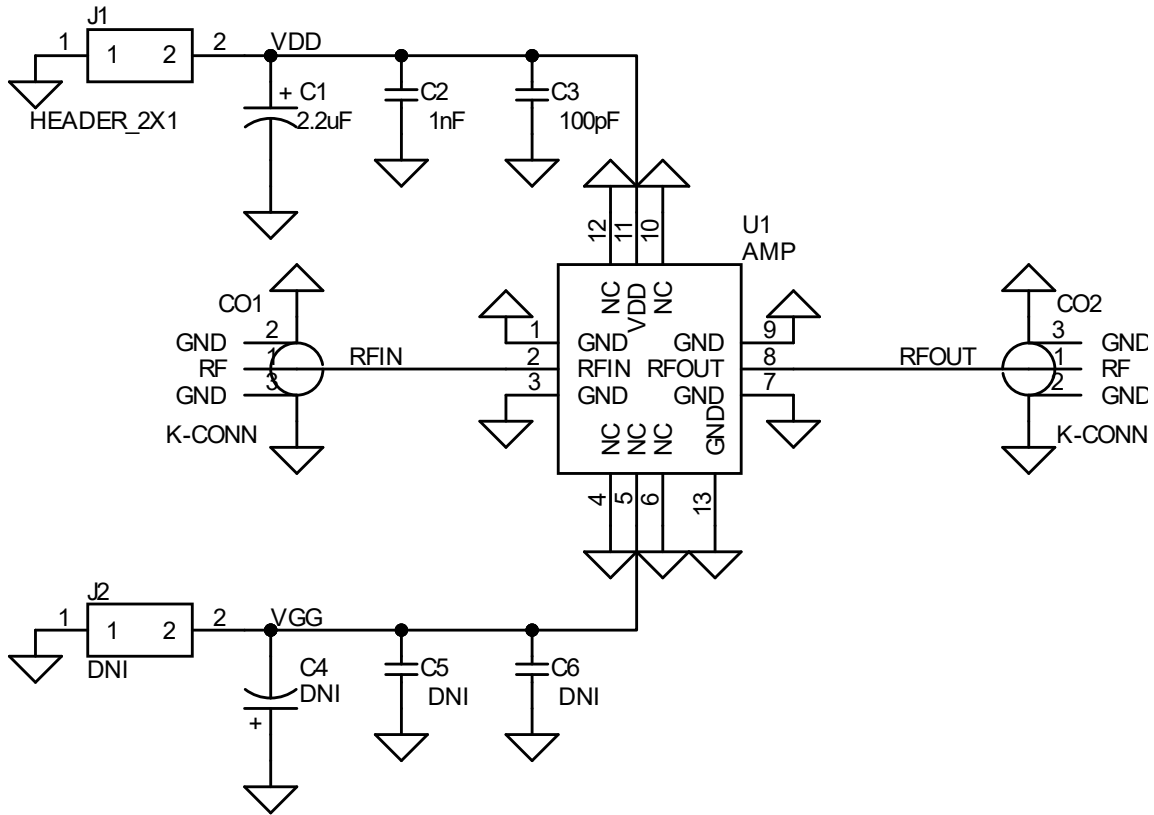 J1
1 1 2 2 VDD
HEADER_2X1
+ C1
2.2uF
C2
1nF
C3
100pF
12 11 10
U1
AMP
NC VDD NC
CO1
2
GND
1
RF
3
GND
K-CONN
RFIN
1 GND
2 RFIN
3 GND
GND 9
RFOUT 8
GND 7
NC NC NC GND
4 5 6 13
RFOUT
CO2
3 GND
1 RF
2 GND
K-CONN
J2
1 1 2 2 VGG
DNI
C4
DNI
+
C5
DNI
C6
DNI